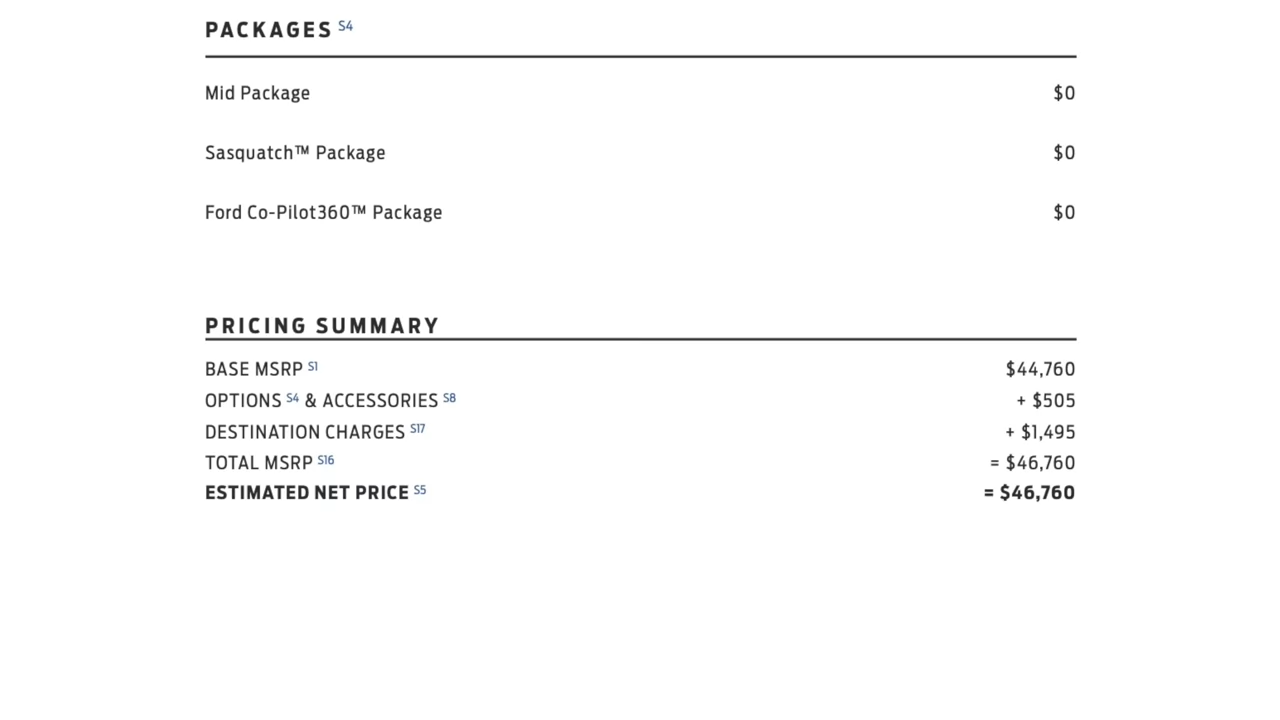 PACKAGES S4
Mid Package $0
Sasquatch™ Package $0
Ford Co-Pilot360™ Package $0
PRICING SUMMARY
BASE MSRP S1 $44,760
OPTIONS S4 & ACCESSORIES S8 + $505
DESTINATION CHARGES S17 + $1,495
TOTAL MSRP S16 = $46,760
ESTIMATED NET PRICE S5 = $46,760